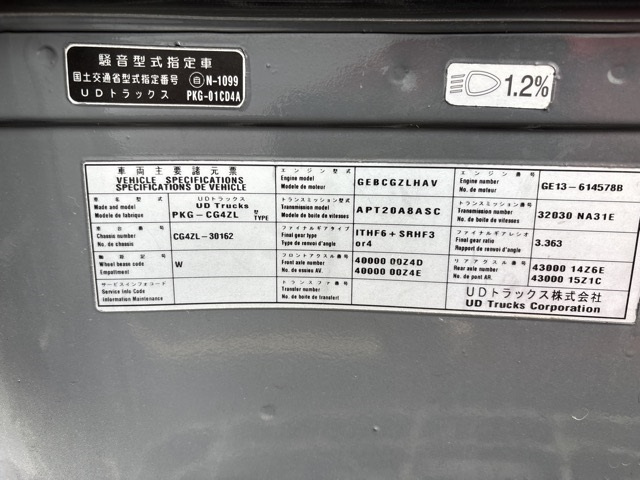 騒音型式指定車
国土交通省型式指定番号 自 N-1099
UDトラックス PKG-01CD4A
1.2%
車両主要諸元票
VEHICLE SPECIFICATIONS
SPECIFICATIONS DE VEHICLE
車名型式
Made and model
Modele de fabrique
UDトラックス
UD Trucks
PKG-CG4ZL 型 TYPE
車台番号
Chassis number
No. de chassis
CG4ZL-30162
Wheel bease code
Empattment
W
サービスインフォコード
Service Info Code
Information Maintenance
エンジン型式
Engine model
Modele de moteur
GEBCGZLHAV
トランスミッション型式
Transmission model
Modele de boite de vitesses
APT20A8ASC
ファイナルギアタイプ
Final gear type
Type de renvoi d'angle
ITHF6+SRHF3
or4
フロントアクスル番号
Front axle number
No. de essieu AV.
40000 00Z4D
40000 00Z4E
トランスファ番号
Transfer number
No. de boite de transfert
エンジン番号
Engine number
No. de moteur
GE13-614578B
トランスミッション番号
Transmission number
No. de boite de vitesses
32030 NA31E
ファイナルギアレシオ
Final gear ratio
Rapport de renvoi d'angle
3.363
リアアクスル番号
Rear axle number
No. de pont AR.
43000 14Z6E
43000 15Z1C
UDトラックス株式会社
UD Trucks Corporation